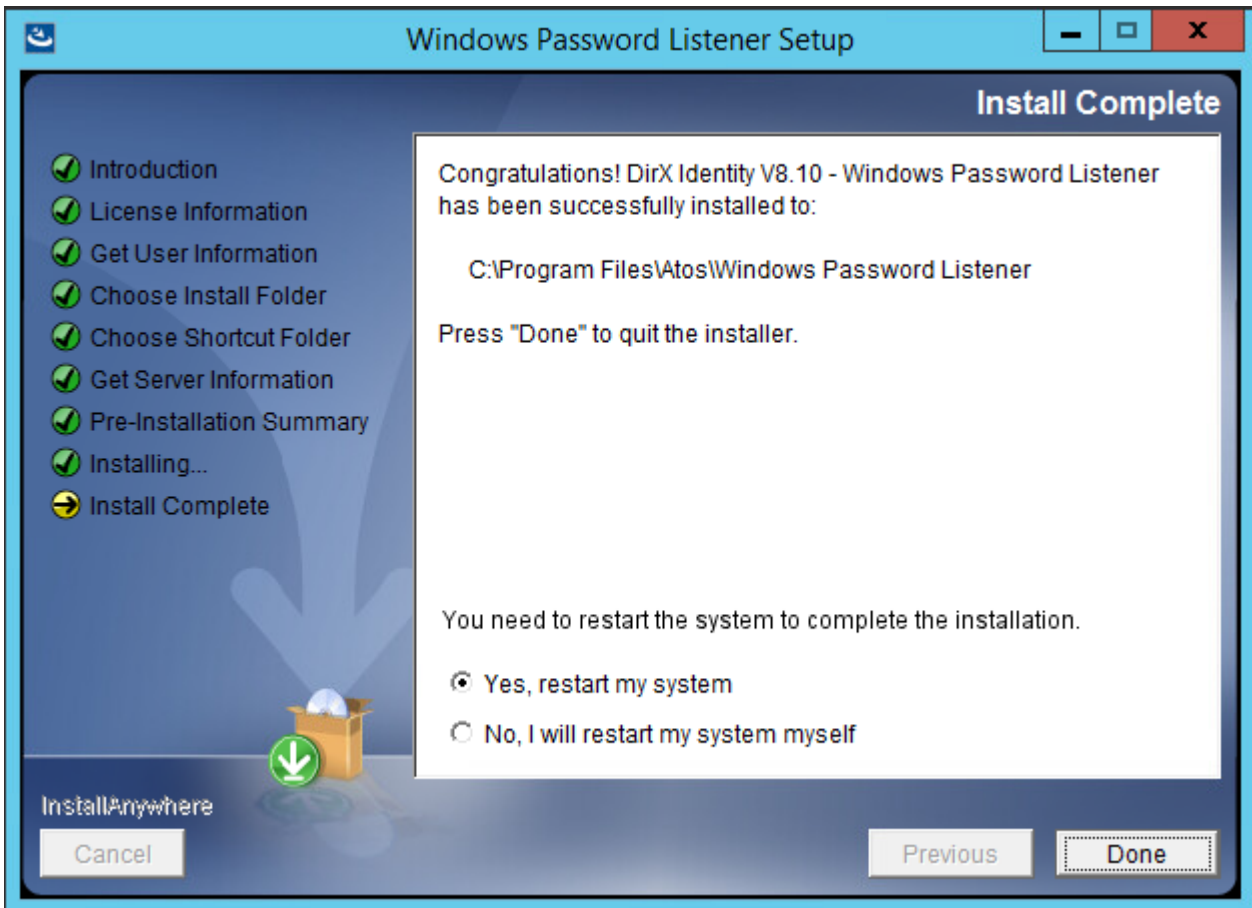 Windows Password Listener Setup
Install Complete
Introduction
License Information
Get User Information
Choose Install Folder
Choose Shortcut Folder
Get Server Information
Pre-Installation Summary
Installing...
Install Complete
Congratulations! DirX Identity V8.10 - Windows Password Listener
has been successfully installed to:
C:\Program Files\Atos\Windows Password Listener
Press "Done" to quit the installer.
You need to restart the system to complete the installation.
Yes, restart my system
No, I will restart my system myself
InstallAnywhere
Cancel
Previous
Done